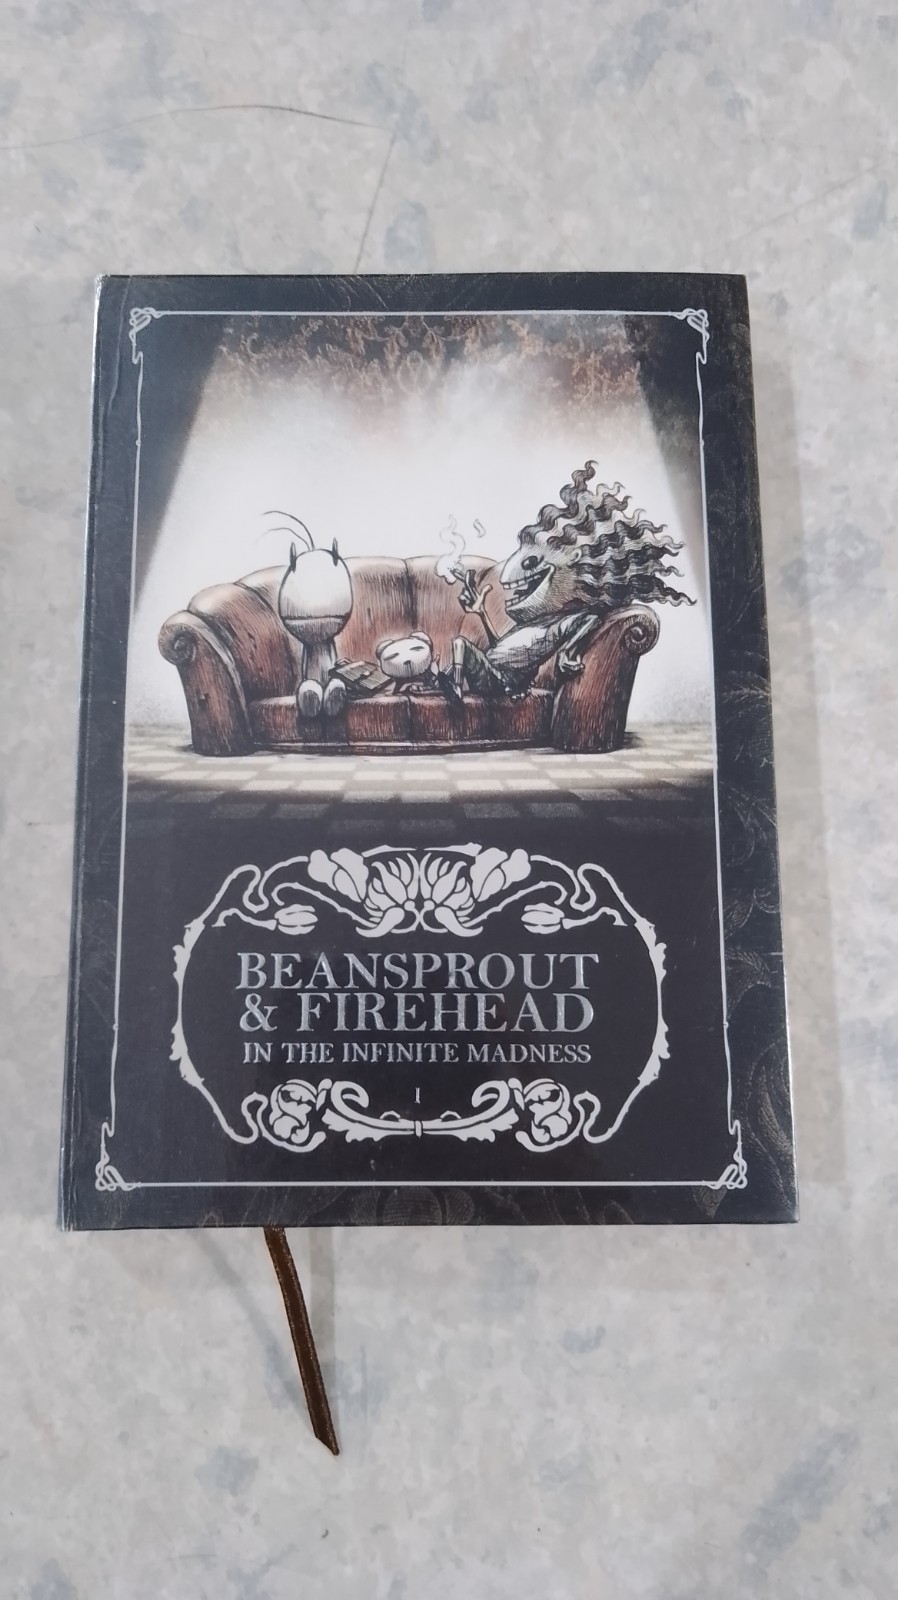 BEANSPROUT
& FIREHEAD
IN THE INFINITE MADNESS
I